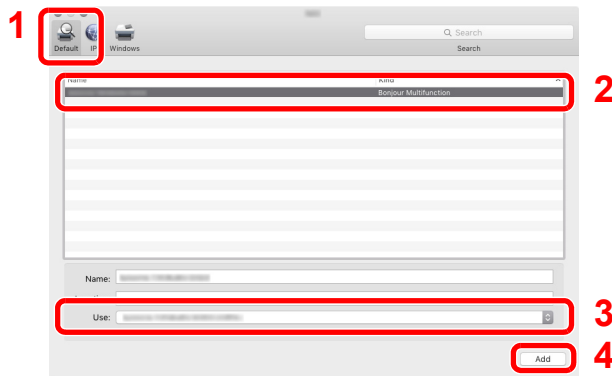 1
Search
Default IP Windows Search
Name Kind
2
Bonjour Multifunction
Name:
Use:
3
Add
4